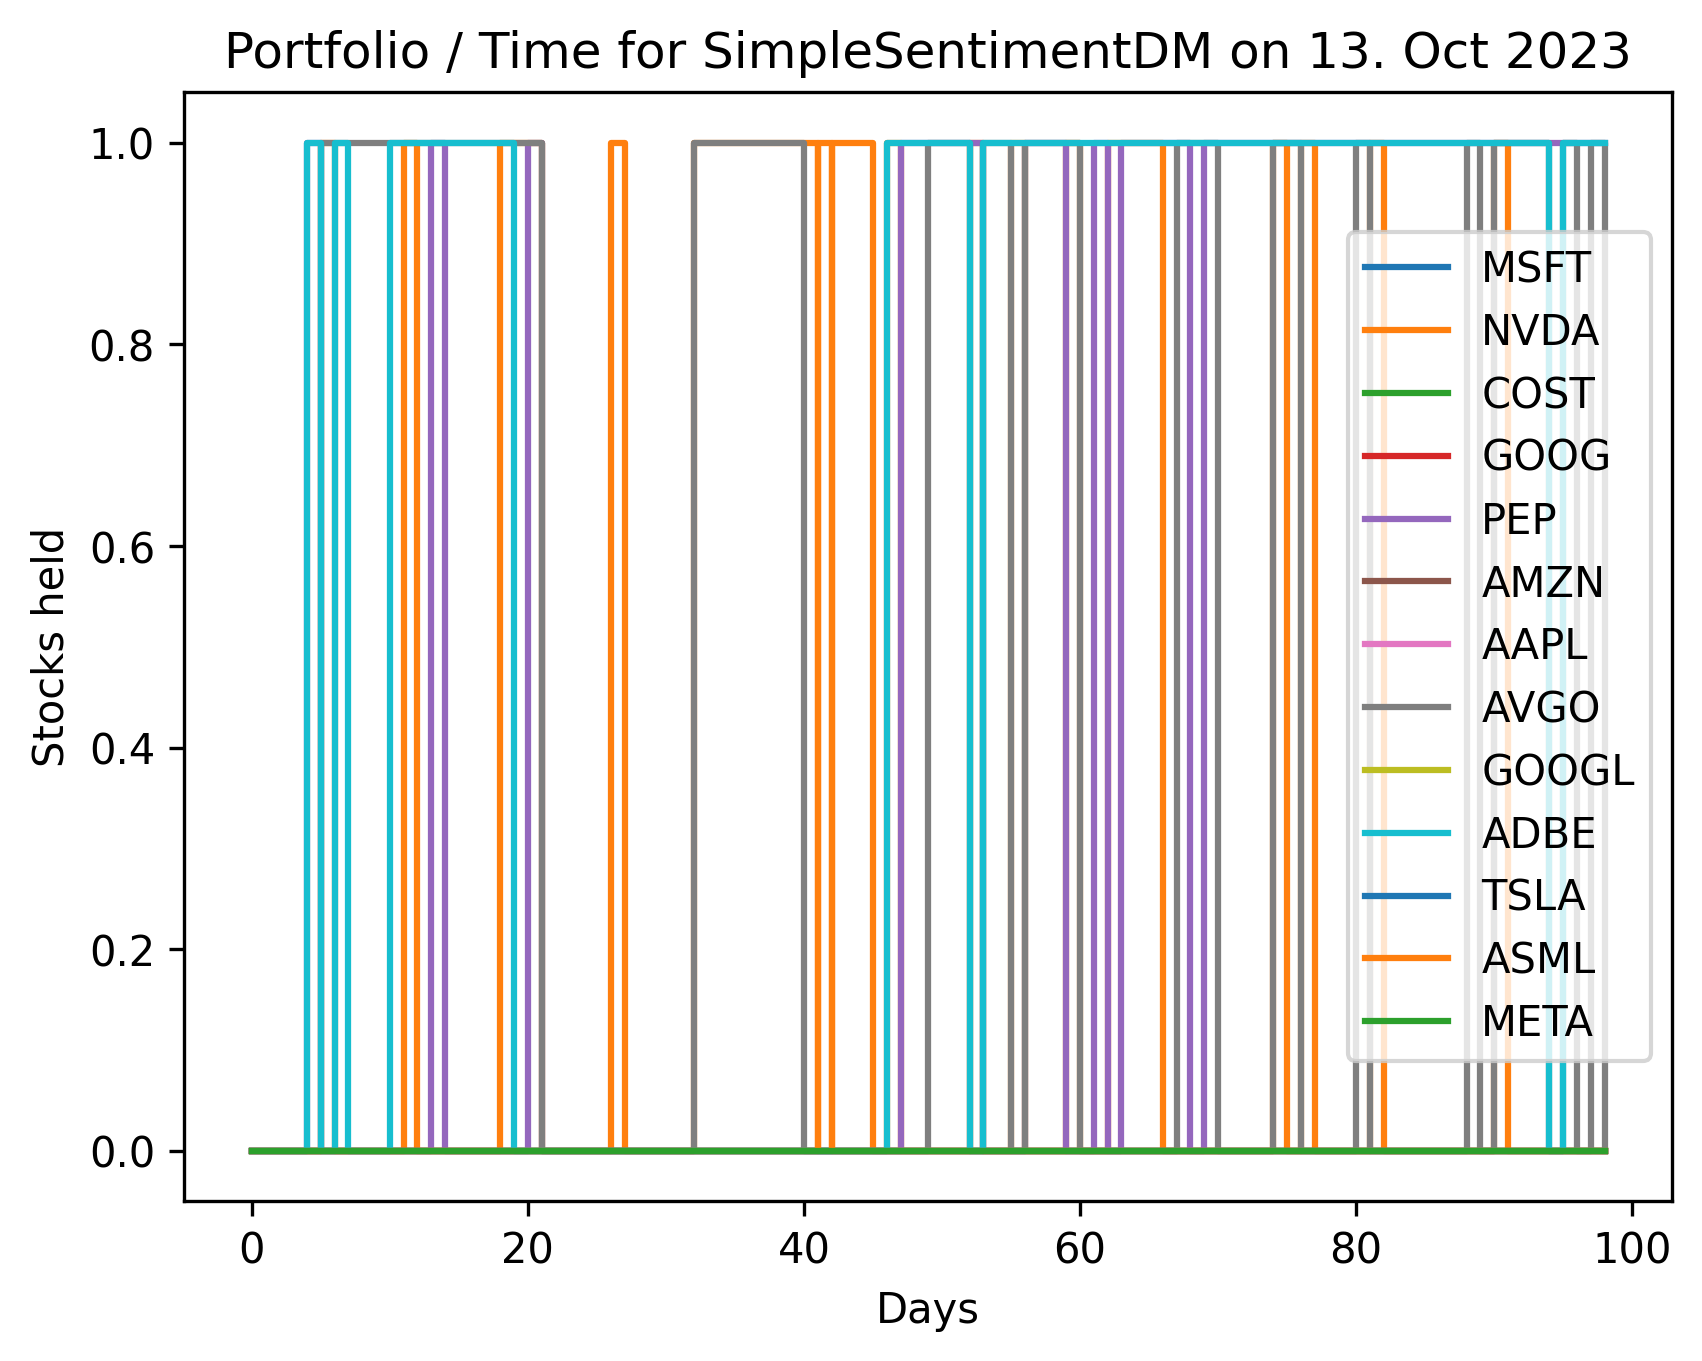 Portfolio / Time for SimpleSentimentDM on 13. Oct 2023
Stocks held
1.0
0.8
0.6
0.4
0.2
0.0
0
20
40
60
80
100
Days
MSFT
NVDA
COST
GOOG
PEP
AMZN
AAPL
AVGO
GOOGL
ADBE
TSLA
ASML
META